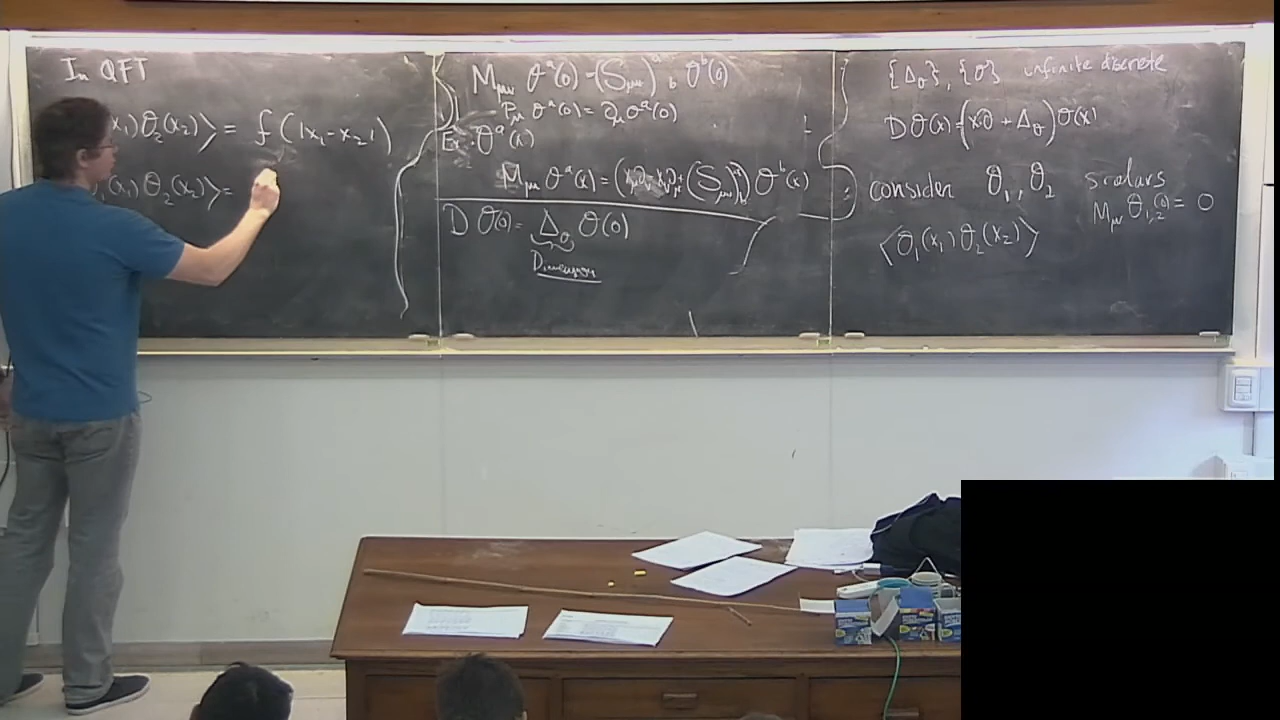 In QFT
x₁)O₂(x₂)⟩ = f(|x₁-x₂|)
(x₁) O₂(x₂)⟩ =
M_μν O^a(0) = (S_μν)^a_b O^b(0)
P_μ O^a(0) = ∂_μ O^a(0)
Ex: O^a(x)
M_μν O^a(x) = (x_μ∂_ν - x_ν∂_μ + (S_μν)^a_b) O^b(x)
D O(0) = Δ_O O(0)
Dimension
{Δ_O}, {O} infinite discrete
D O(x) = (x∂ + Δ_O) O(x)
consider O₁, O₂ scalars
M_μν O₁,₂(0) = 0
⟨O₁(x₁) O₂(x₂)⟩